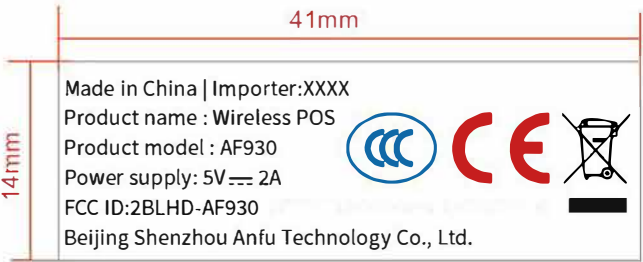 41mm
14mm
Made in China | Importer:XXXX
Product name : Wireless POS
Product model : AF930
Power supply: 5V⎓ 2A
FCC ID:2BLHD-AF930
Beijing Shenzhou Anfu Technology Co., Ltd.
CCC
CE